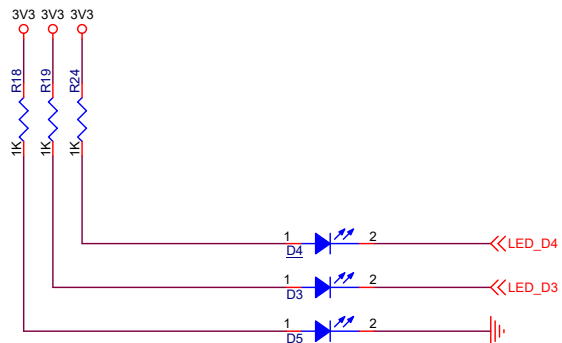 3V3 3V3 3V3
R18 R19 R24
1K 1K 1K
1 2 LED_D4
D4
1 2 LED_D3
D3
1 2
D5